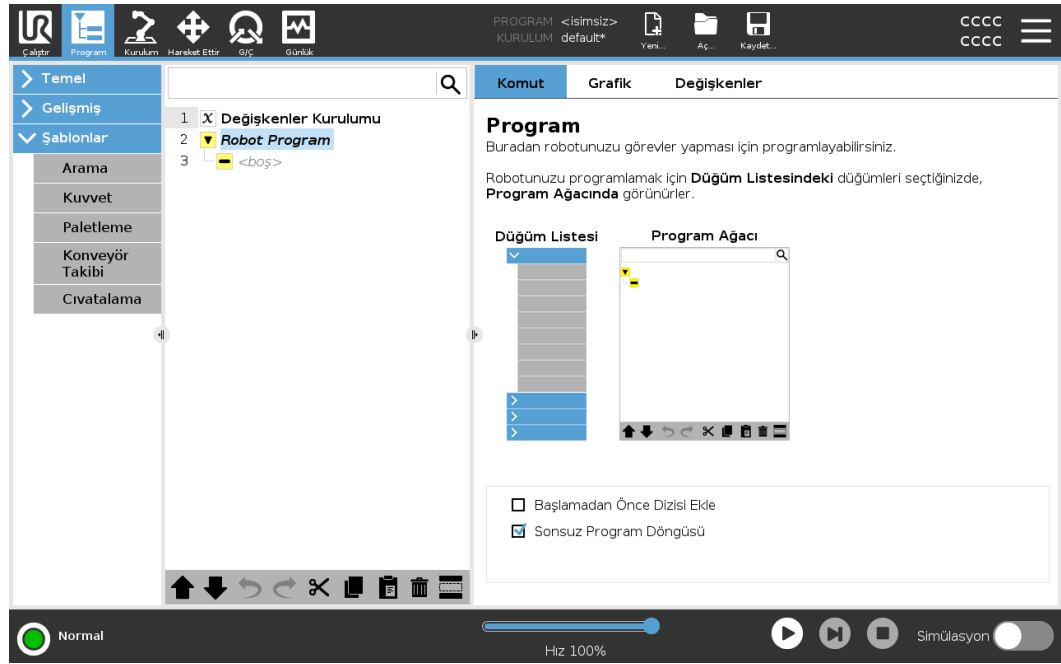 PROGRAM <isimsiz>
KURULUM default*
CCCC
CCCC
Çalıştır Program Kurulum Hareket Ettir G/Ç Günlük
Yeni... Aç... Kaydet...
Temel
Gelişmiş
Şablonlar
Arama
Kuvvet
Paletleme
Konveyör
Takibi
Cıvatalama
1 X Değişkenler Kurulumu
2 Robot Program
3 <boş>
Komut Grafik Değişkenler
Program
Buradan robotunuzu görevler yapması için programlayabilirsiniz.
Robotunuzu programlamak için Düğüm Listesindeki düğümleri seçtiğinizde,
Program Ağacında görünürler.
Düğüm Listesi Program Ağacı
Başlamadan Önce Dizisi Ekle
Sonsuz Program Döngüsü
Normal
Hız 100%
Simülasyon